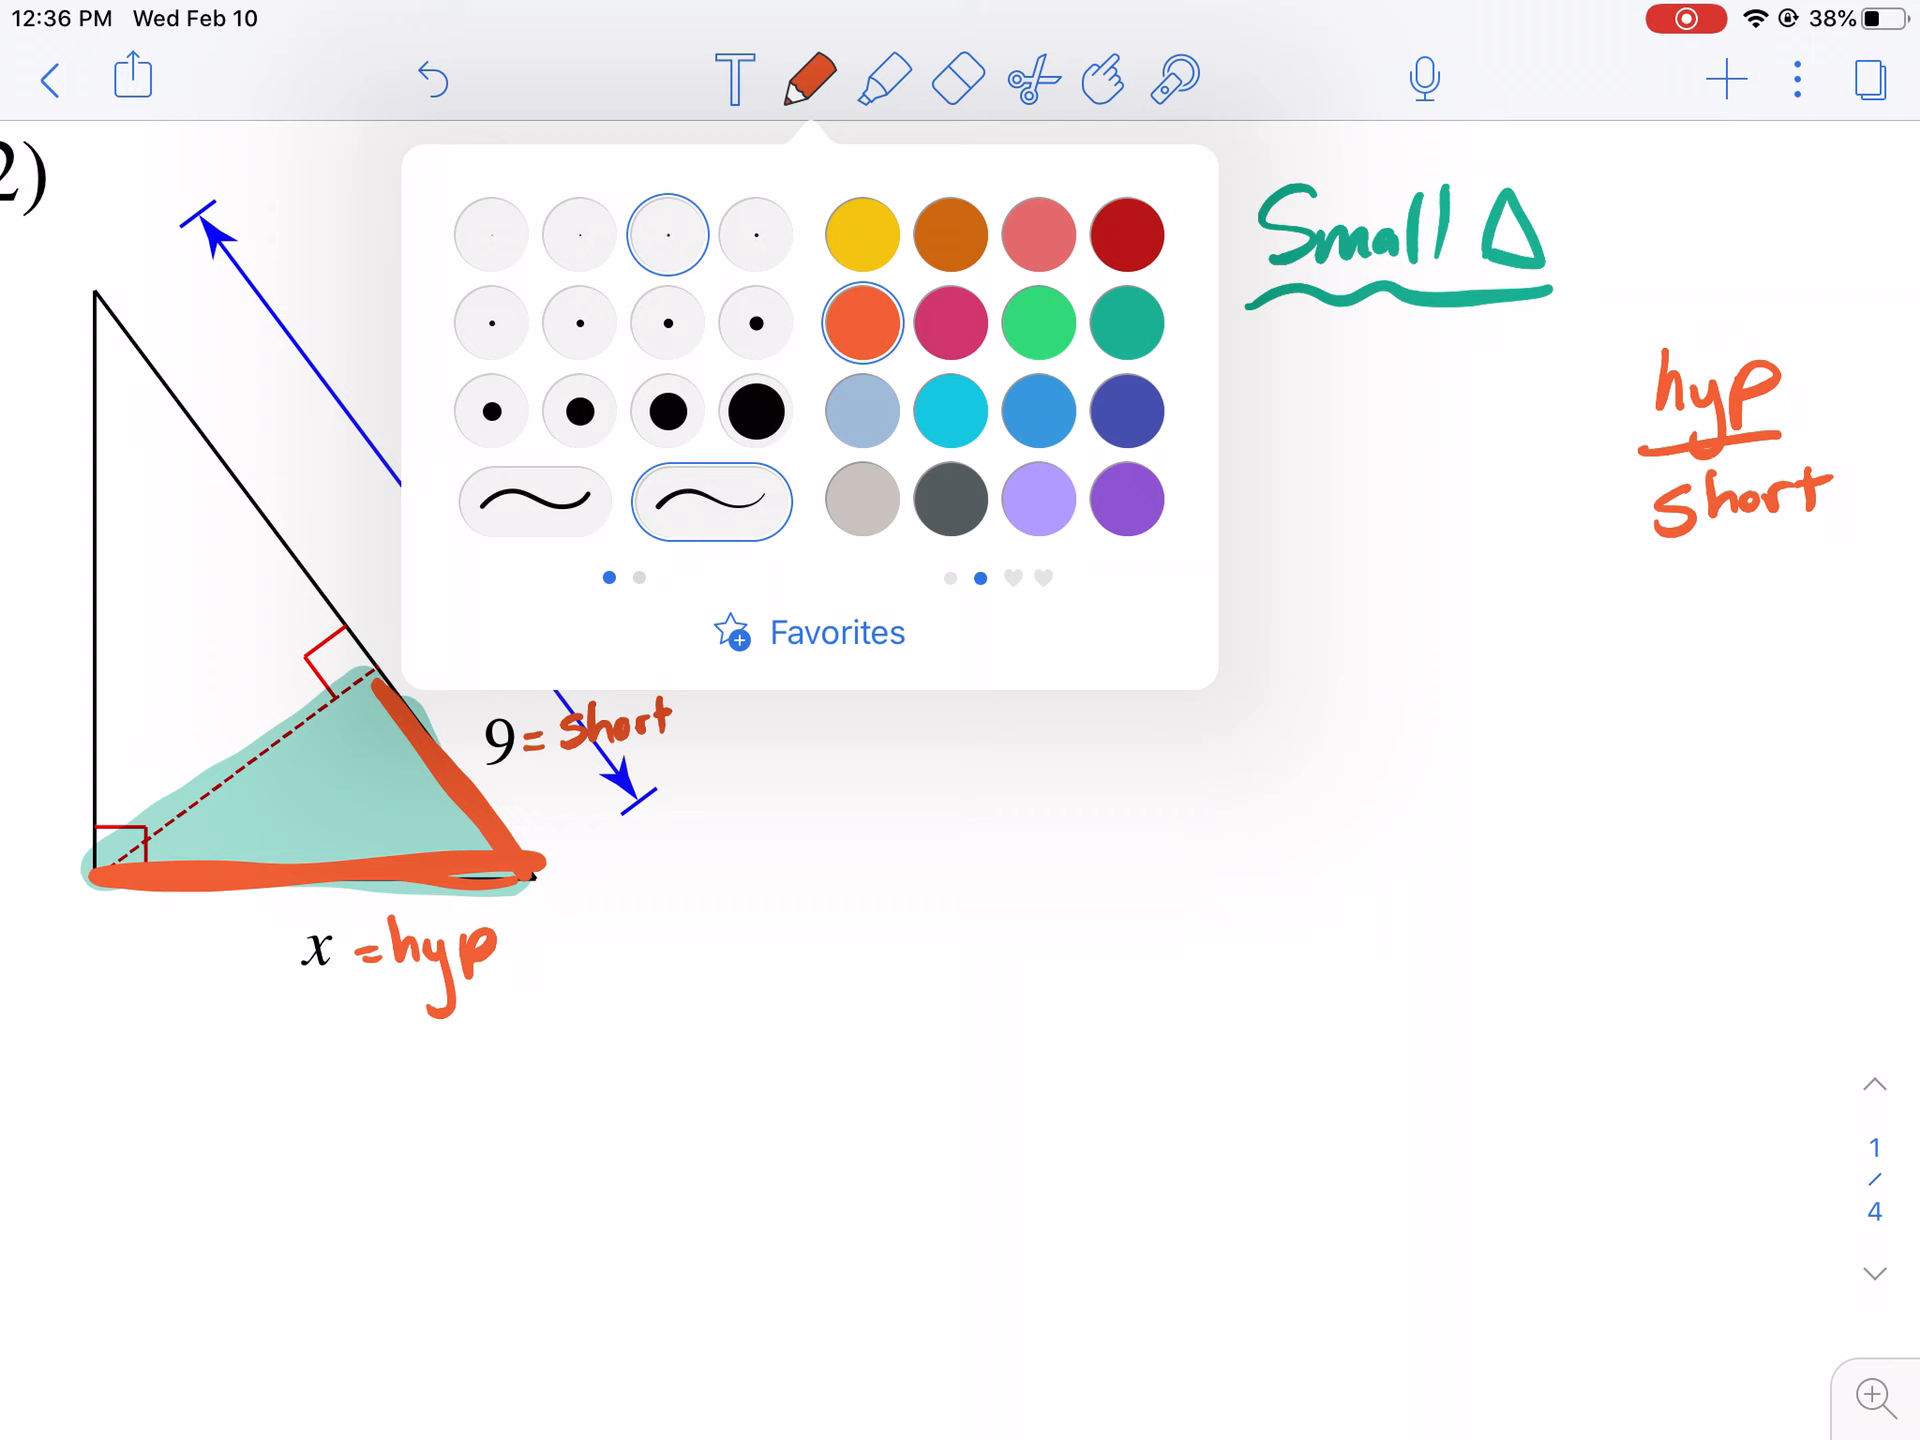 12:36 PM Wed Feb 10
38%
T
2)
Small Δ
hyp
short
Favorites
9 = short
x = hyp
1
/
4